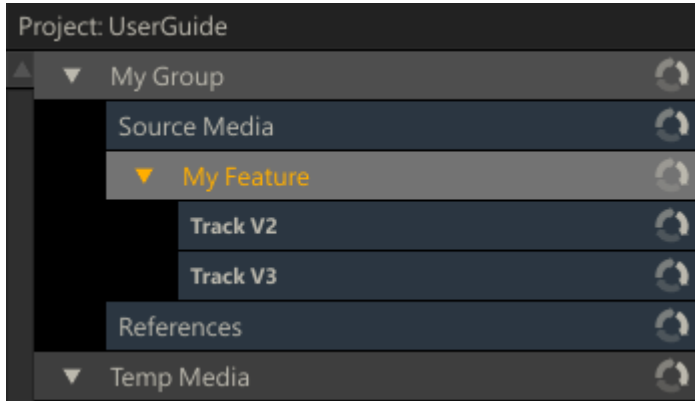 Project: UserGuide
My Group
Source Media
My Feature
Track V2
Track V3
References
Temp Media